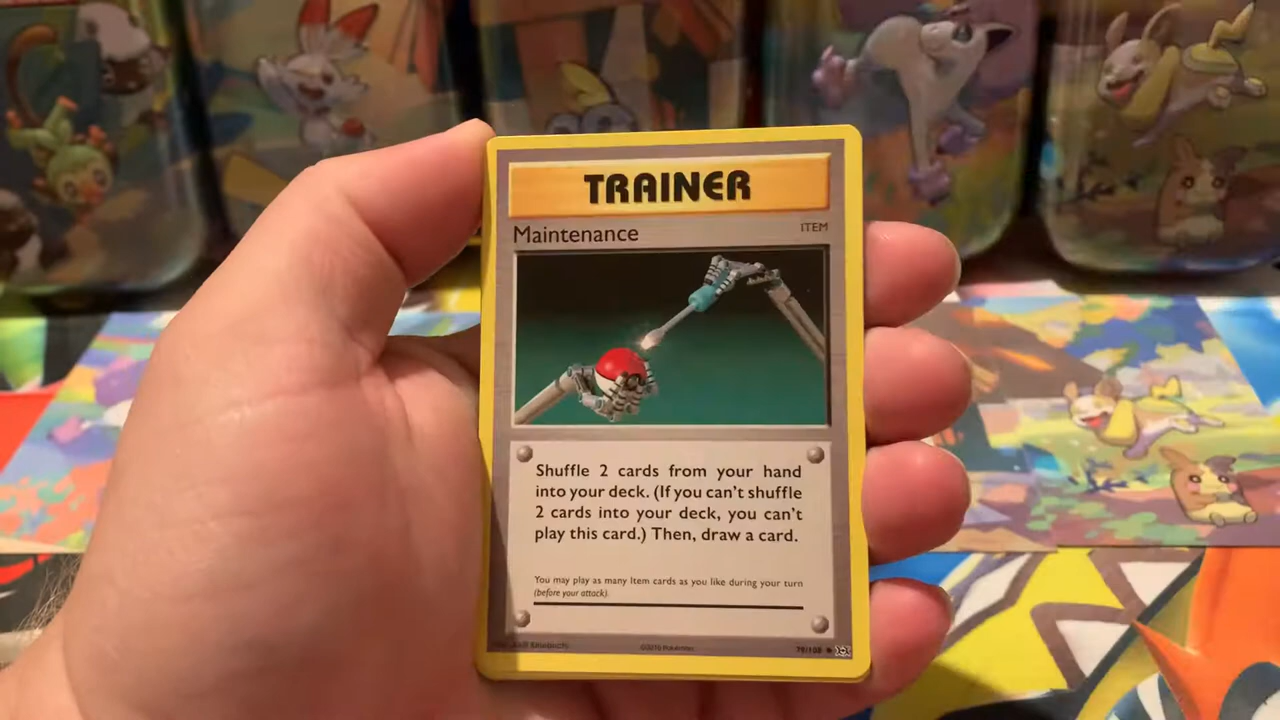 TRAINER
Maintenance
ITEM
Shuffle 2 cards from your hand
into your deck. (If you can't shuffle
2 cards into your deck, you can't
play this card.) Then, draw a card.
You may play as many Item cards as you like during your turn
(before your attack).
©2016 Pokémon